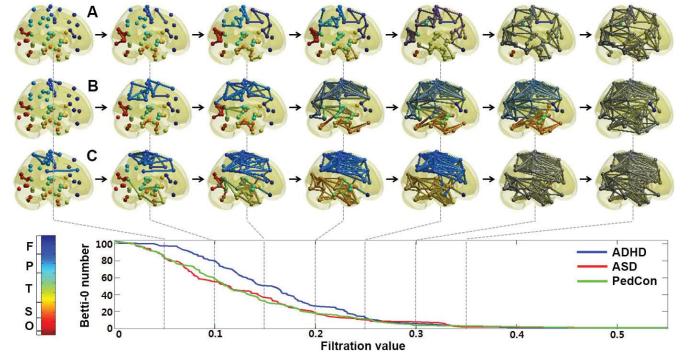 A
B
C
F
P
T
S
O
Betti-0 number
100
80
60
40
20
0
ADHD
ASD
PedCon
0
0.1
0.2
0.3
0.4
0.5
Filtration value